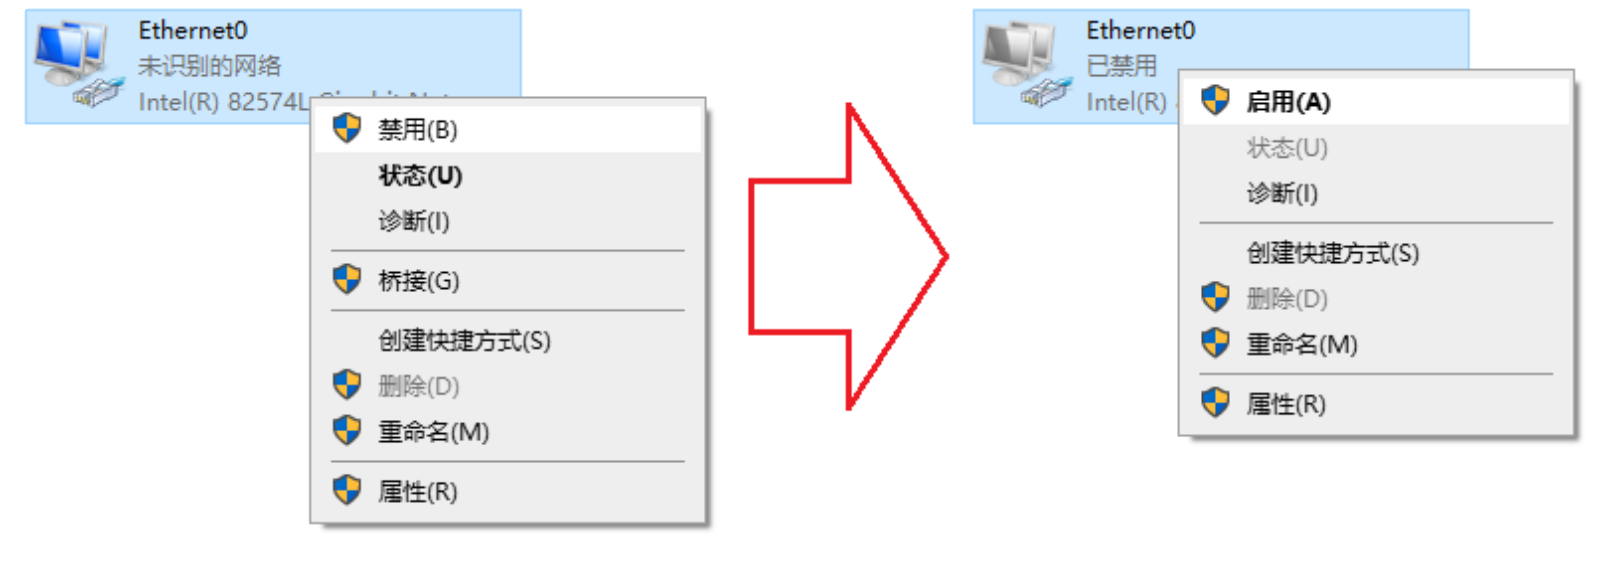 Ethernet0
未识别的网络
Intel(R) 82574L
禁用(B)
状态(U)
诊断(I)
桥接(G)
创建快捷方式(S)
删除(D)
重命名(M)
属性(R)
Ethernet0
已禁用
Intel(R)
启用(A)
状态(U)
诊断(I)
创建快捷方式(S)
删除(D)
重命名(M)
属性(R)